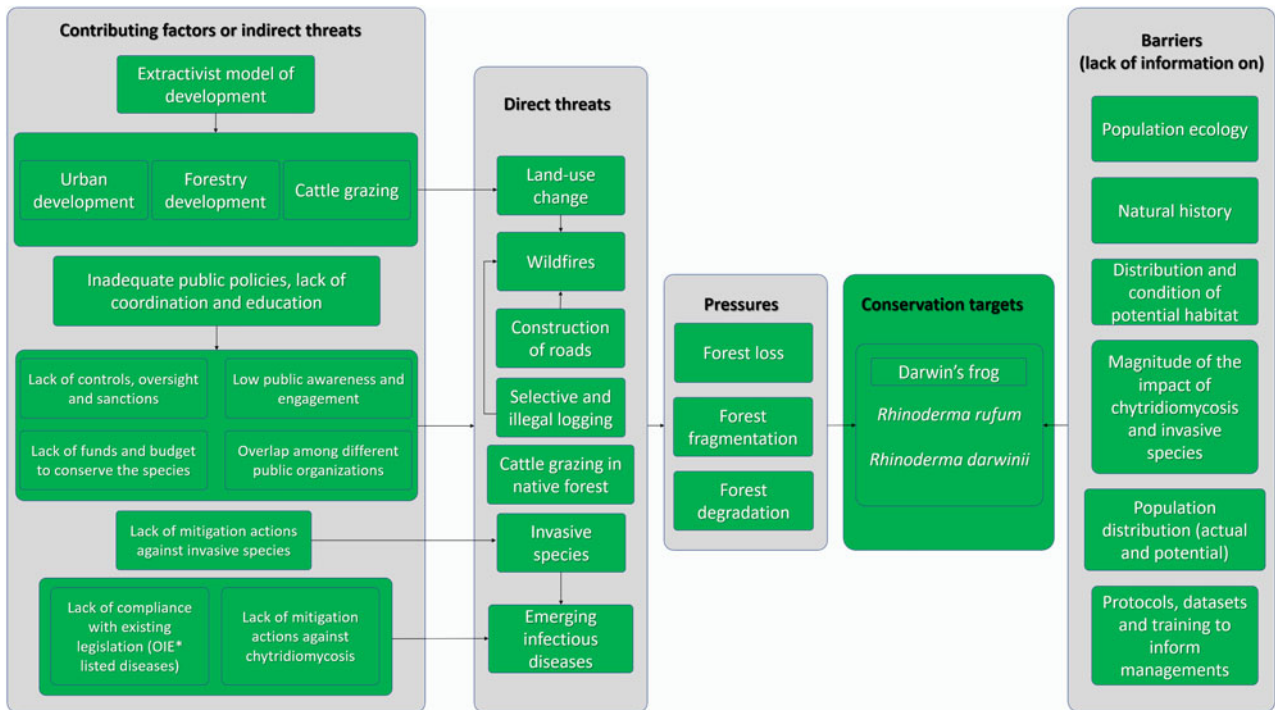 Contributing factors or indirect threats
Extractivist model of
development
Urban
development
Forestry
development
Cattle grazing
Inadequate public policies, lack of
coordination and education
Lack of controls, oversight
and sanctions
Low public awareness and
engagement
Lack of funds and budget
to conserve the species
Overlap among different
public organizations
Lack of mitigation actions
against invasive species
Lack of compliance
with existing
legislation (OIE*
listed diseases)
Lack of mitigation
actions against
chytridiomycosis
Direct threats
Land-use
change
Wildfires
Construction
of roads
Selective and
illegal logging
Cattle grazing in
native forest
Invasive
species
Emerging
infectious
diseases
Pressures
Forest loss
Forest
fragmentation
Forest
degradation
Conservation targets
Darwin's frog
Rhinoderma rufum
Rhinoderma darwinii
Barriers
(lack of information on)
Population ecology
Natural history
Distribution and
condition of
potential habitat
Magnitude of the
impact of
chytridiomycosis
and invasive
species
Population
distribution (actual
and potential)
Protocols, datasets
and training to
inform
managements